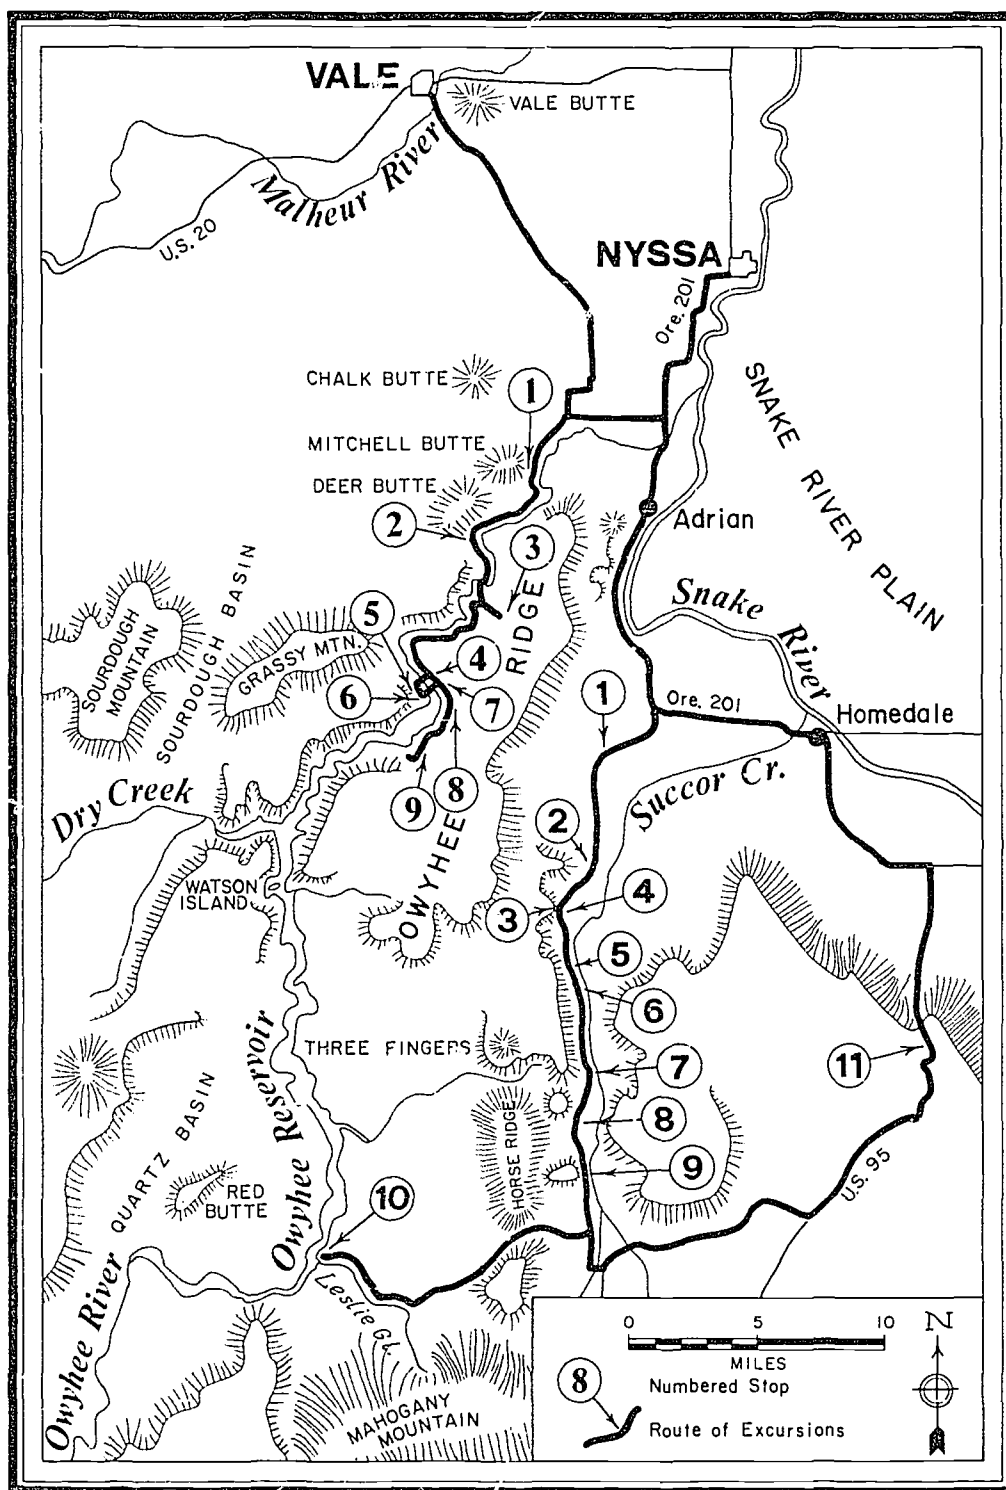 VALE
VALE BUTTE
Malheur River
U.S. 20
NYSSA
Ore. 201
CHALK BUTTE
1
SNAKE RIVER PLAIN
MITCHELL BUTTE
DEER BUTTE
2
Adrian
3
SOURDOUGH
MOUNTAIN
SOURDOUGH BASIN
GRASSY MTN.
5
4
6
7
8
9
OWYHEE RIDGE
Snake River
1
Ore. 201
Homedale
Succor Cr.
Dry Creek
2
WATSON
ISLAND
3
4
5
6
7
11
THREE FINGERS
8
HORSE RIDGE
9
U.S. 95
QUARTZ BASIN
RED
BUTTE
Owyhee Reservoir
10
Owyhee River
Leslie Gl.
MAHOGANY
MOUNTAIN
0 5 10
MILES
N
8
Numbered Stop
Route of Excursions